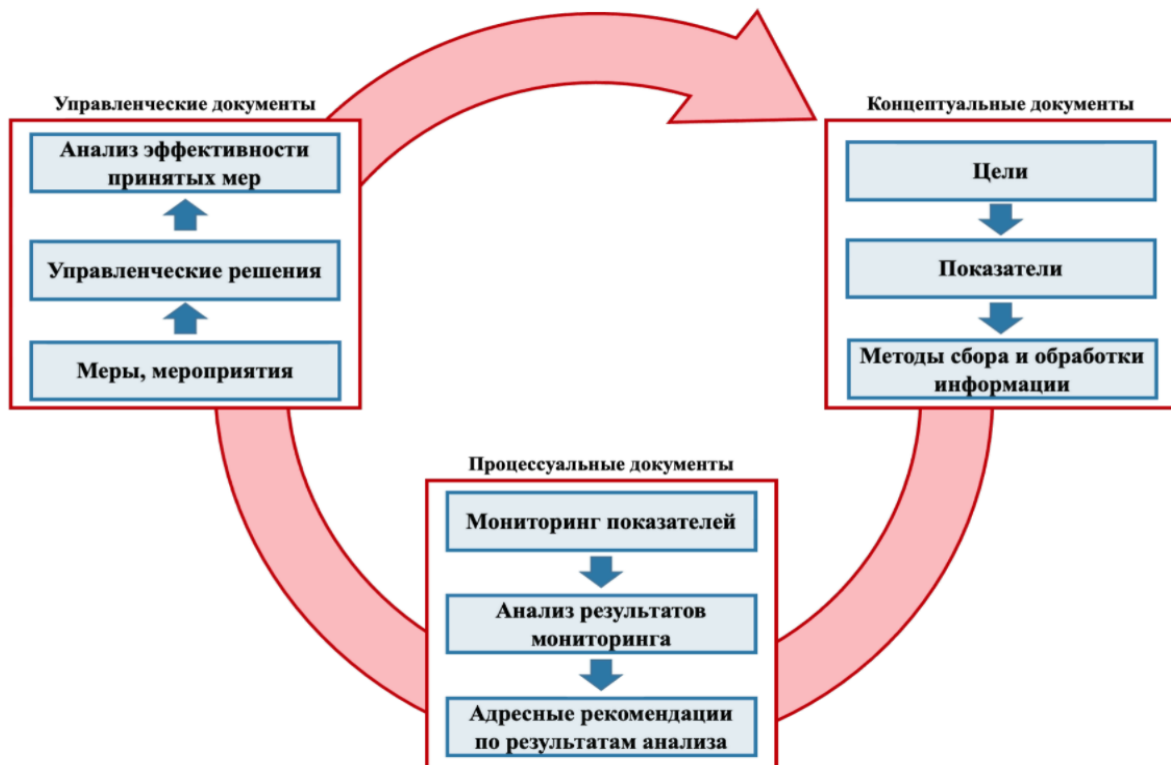 Управленческие документы
Анализ эффективности
принятых мер
Управленческие решения
Меры, мероприятия
Концептуальные документы
Цели
Показатели
Методы сбора и обработки
информации
Процессуальные документы
Мониторинг показателей
Анализ результатов
мониторинга
Адресные рекомендации
по результатам анализа